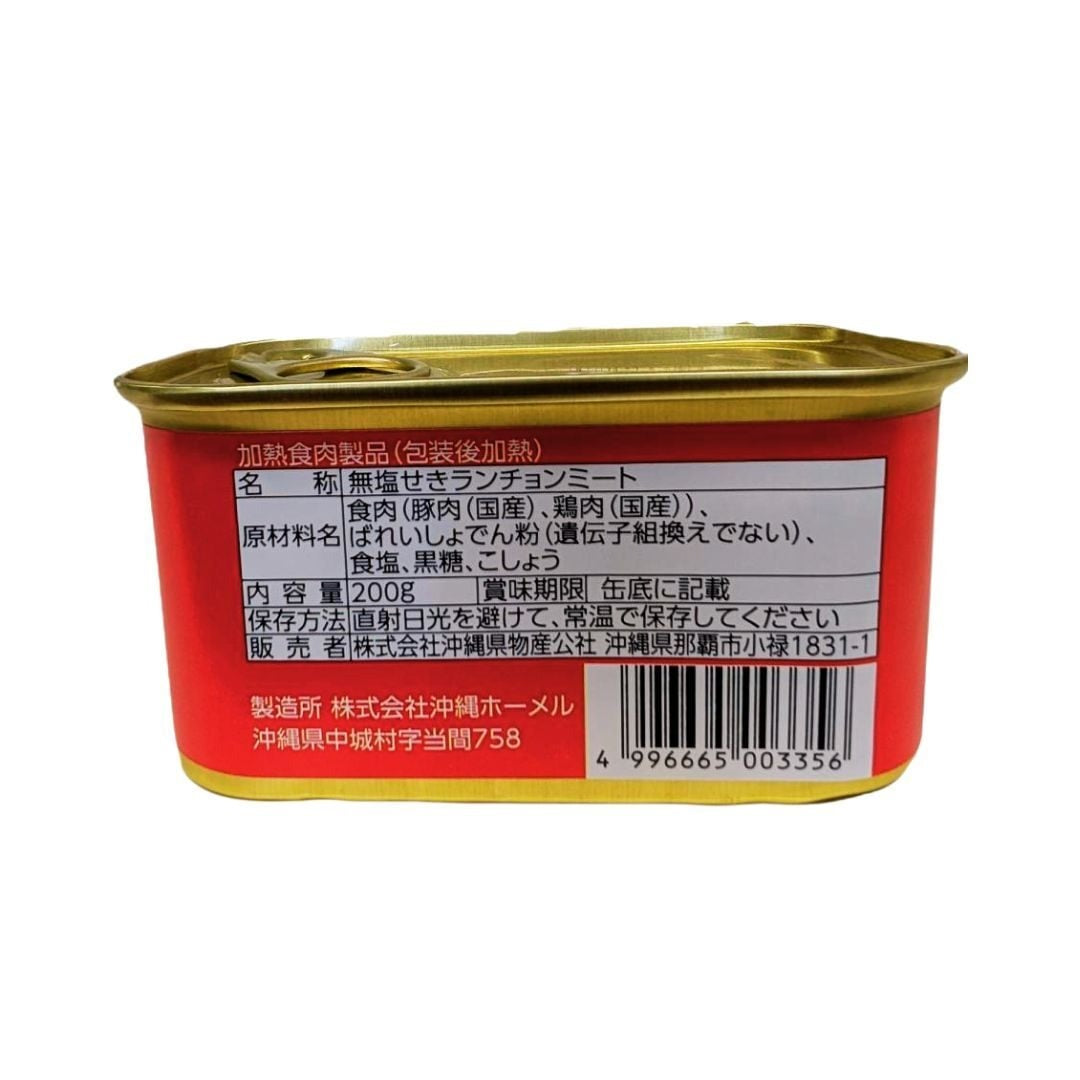 加熱食肉製品(包装後加熱)
名称 無塩せきランチョンミート
食肉(豚肉(国産)、鶏肉(国産))、
原材料名 ばれいしょでん粉(遺伝子組換えでない)、
食塩、黒糖、こしょう
内容量 200g 賞味期限 缶底に記載
保存方法 直射日光を避けて、常温で保存してください
販売者 株式会社沖縄県物産公社 沖縄県那覇市小禄1831-1
製造所 株式会社沖縄ホーメル
沖縄県中城村字当間758
4 996665 003356